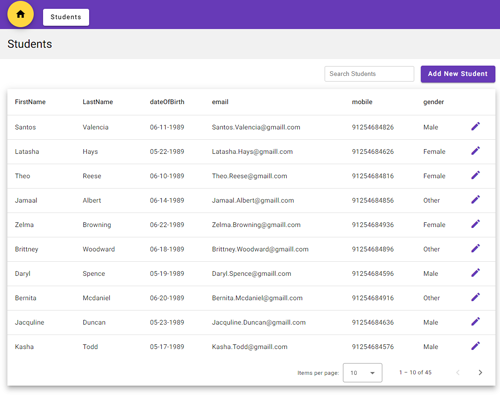 Students
Students
Search Students Add New Student
FirstName LastName dateOfBirth email mobile gender
Santos Valencia 06-11-1989 Santos.Valencia@gmaill.com 91254684826 Male
Latasha Hays 05-22-1989 Latasha.Hays@gmaill.com 91254684626 Female
Theo Reese 06-10-1989 Theo.Reese@gmaill.com 91254684816 Female
Jamaal Albert 06-14-1989 Jamaal.Albert@gmaill.com 91254684856 Other
Zelma Browning 06-22-1989 Zelma.Browning@gmaill.com 91254684936 Female
Brittney Woodward 06-18-1989 Brittney.Woodward@gmaill.com 91254684896 Other
Daryl Spence 05-19-1989 Daryl.Spence@gmaill.com 91254684596 Male
Bernita Mcdaniel 06-20-1989 Bernita.Mcdaniel@gmaill.com 91254684916 Other
Jacquline Duncan 05-23-1989 Jacquline.Duncan@gmaill.com 91254684636 Male
Kasha Todd 05-17-1989 Kasha.Todd@gmaill.com 91254684576 Male
Items per page: 10 1 – 10 of 45